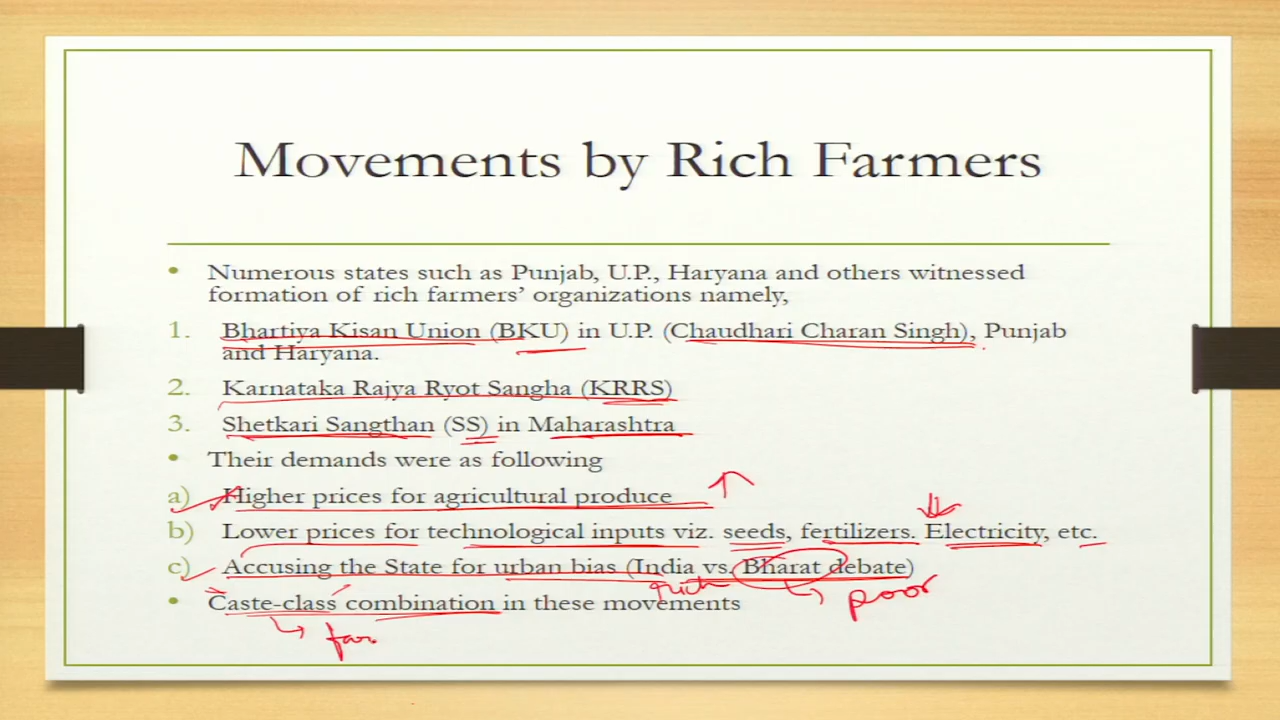 Movements by Rich Farmers
• Numerous states such as Punjab, U.P., Haryana and others witnessed
formation of rich farmers' organizations namely,
1. Bhartiya Kisan Union (BKU) in U.P. (Chaudhari Charan Singh), Punjab
and Haryana.
2. Karnataka Rajya Ryot Sangha (KRRS)
3. Shetkari Sangthan (SS) in Maharashtra
• Their demands were as following
a) Higher prices for agricultural produce
b) Lower prices for technological inputs viz. seeds, fertilizers. Electricity, etc.
c) Accusing the State for urban bias (India vs. Bharat debate)
rich poor
• Caste-class combination in these movements